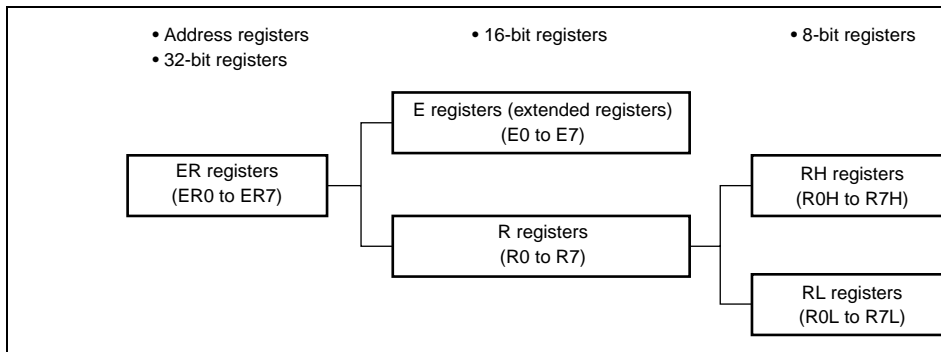 • Address registers
• 32-bit registers
• 16-bit registers
• 8-bit registers
E registers (extended registers)
(E0 to E7)
ER registers
(ER0 to ER7)
RH registers
(R0H to R7H)
R registers
(R0 to R7)
RL registers
(R0L to R7L)